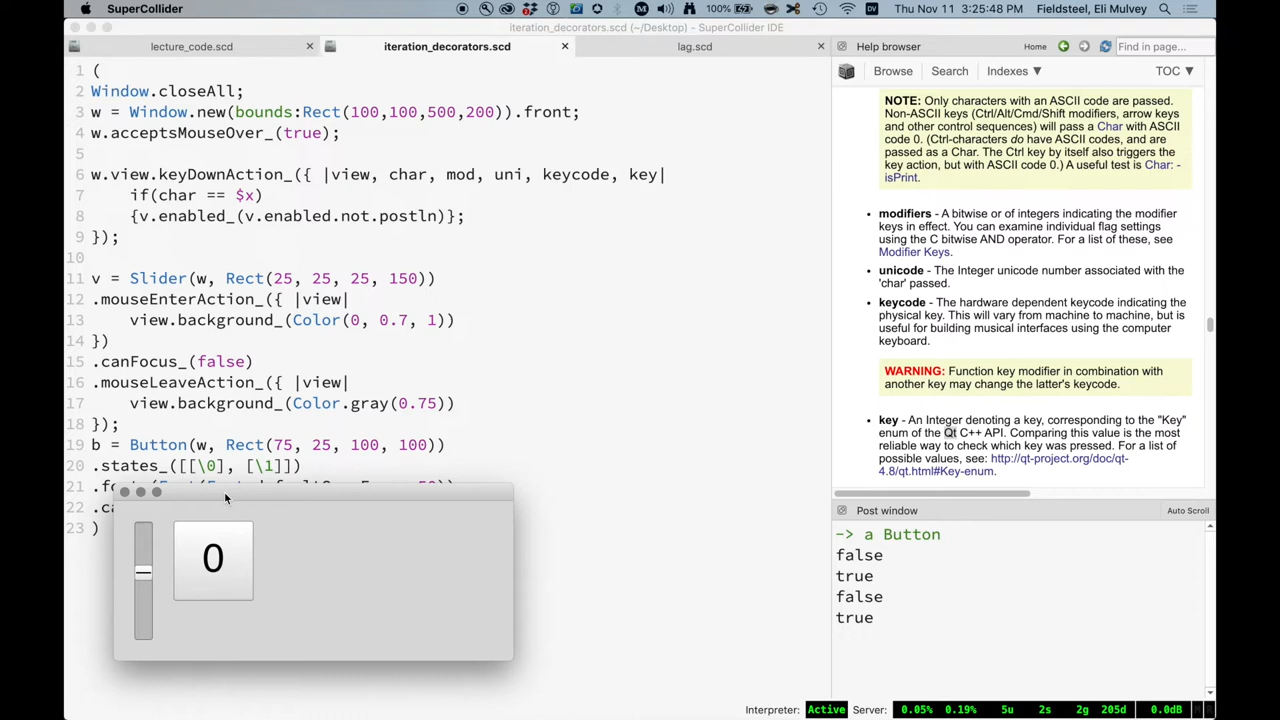 SuperCollider
100%
DV
Thu Nov 11 3:25:48 PM
Fieldsteel, Eli Mulvey
iteration_decorators.scd (~/Desktop) - SuperCollider IDE
lecture_code.scd
iteration_decorators.scd
lag.scd
1 (
2 Window.closeAll;
3 w = Window.new(bounds:Rect(100,100,500,200)).front;
4 w.acceptsMouseOver_(true);
5
6 w.view.keyDownAction_({ |view, char, mod, uni, keycode, key|
7 if(char == $x)
8 {v.enabled_(v.enabled.not.postln)};
9 });
10
11 v = Slider(w, Rect(25, 25, 25, 150))
12 .mouseEnterAction_({ |view|
13 view.background_(Color(0, 0.7, 1))
14 })
15 .canFocus_(false)
16 .mouseLeaveAction_({ |view|
17 view.background_(Color.gray(0.75))
18 });
19 b = Button(w, Rect(75, 25, 100, 100))
20 .states_([[\0], [\1]])
21
22 .ca
23 )
0
Help browser
Home
Find in page...
Browse
Search
Indexes ▼
TOC ▼
NOTE: Only characters with an ASCII code are passed.
Non-ASCII keys (Ctrl/Alt/Cmd/Shift modifiers, arrow keys
and other control sequences) will pass a Char with ASCII
code 0. (Ctrl-characters do have ASCII codes, and are
passed as a Char. The Ctrl key by itself also triggers the
key action, but with ASCII code 0.) A useful test is Char: -
isPrint.
• modifiers - A bitwise or of integers indicating the modifier
keys in effect. You can examine individual flag settings
using the C bitwise AND operator. For a list of these, see
Modifier Keys.
• unicode - The Integer unicode number associated with the
'char' passed.
• keycode - The hardware dependent keycode indicating the
physical key. This will vary from machine to machine, but is
useful for building musical interfaces using the computer
keyboard.
WARNING: Function key modifier in combination with
another key may change the latter's keycode.
• key - An Integer denoting a key, corresponding to the "Key"
enum of the Qt C++ API. Comparing this value is the most
reliable way to check which key was pressed. For a list of
possible values, see: http://qt-project.org/doc/qt-
4.8/qt.html#Key-enum.
Post window
Auto Scroll
-> a Button
false
true
false
true
Interpreter: Active Server: 0.05% 0.19% 5u 2s 2g 205d 0.0dB M R